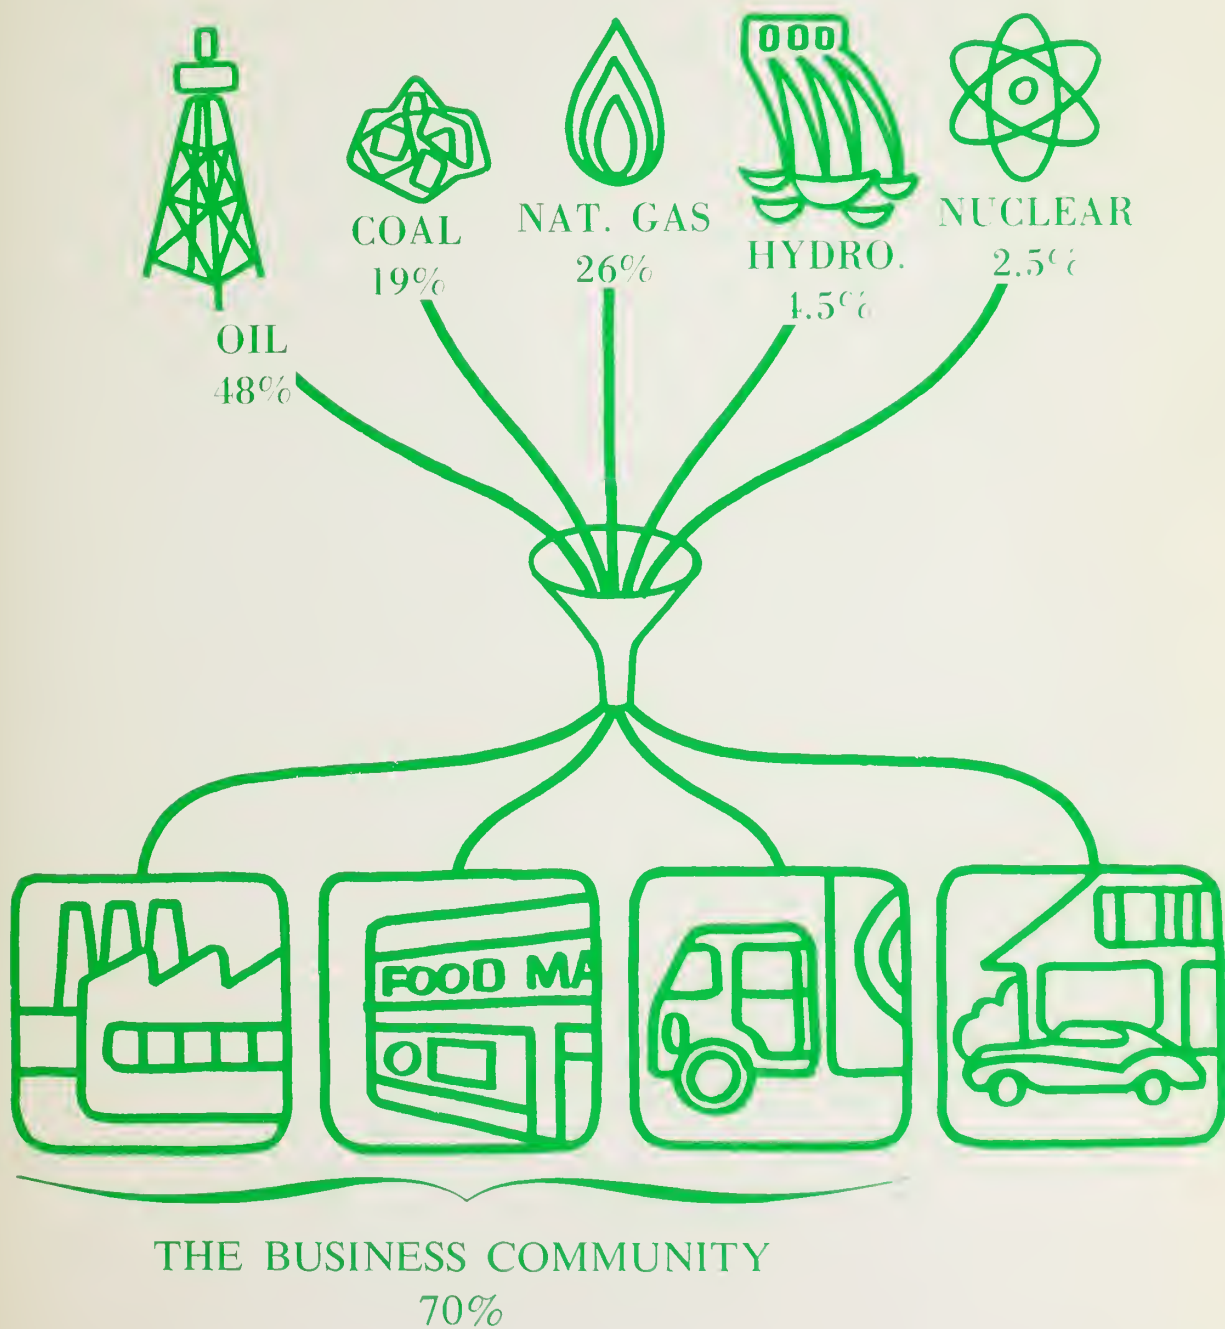 OIL
48%
COAL
19%
NAT. GAS
26%
HYDRO.
4.5%
NUCLEAR
2.5%
FOOD MA
THE BUSINESS COMMUNITY
70%